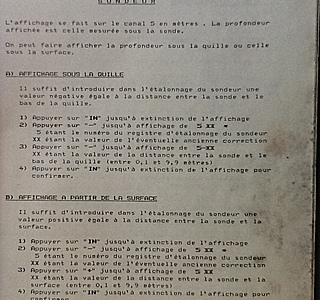 SONDEUR
L'affichage se fait sur le canal 5 en mètres . La profondeur
affichée est celle mesurée sous la sonde.
On peut faire afficher la profondeur sous la quille ou celle
sous la surface.
A) AFFICHAGE SOUS LA QUILLE
Il suffit d'introduire dans l'étalonnage du sondeur une
valeur négative égale à la distance entre la sonde et le
bas de la quille.
1) Appuyer sur "IN" jusqu'à extinction de l'affichage
2) Appuyer sur "-" jusqu'à affichage de 5 XX =
5 étant le numéro du registre d'étalonnage du sondeur
XX étant la valeur de l'éventuelle ancienne correction
3) Appuyer sur "-" jusqu'à affichage de 5-XX
XX étant la valeur de la distance entre la sonde et le
bas de la quille (entre 0,1 et 9,9 mètres)
4) Appuyer sur "IN" jusqu'à extinction de l'affichage pour
confirmer.
B) AFFICHAGE A PARTIR DE LA SURFACE
Il suffit d'introduire dans l'étalonnage du sondeur une
valeur positive égale à la distance entre la sonde et la
surface.
1) Appuyer sur "IN" jusqu'à extinction de l'affichage
2) Appuyer sur "-" jusqu'à affichage de 5 XX =
5 étant le numéro du registre d'étalonnage du sondeur
XX étant la valeur de l'éventuelle ancienne correction
3) Appuyer sur "+" jusqu'à affichage de 5 XX
XX étant la valeur de la distance entre la sonde et la
surface (entre 0,1 et 9,9 mètres)
4) Appuyer sur "IN" jusqu'à extinction de l'affichage pour
confirmer